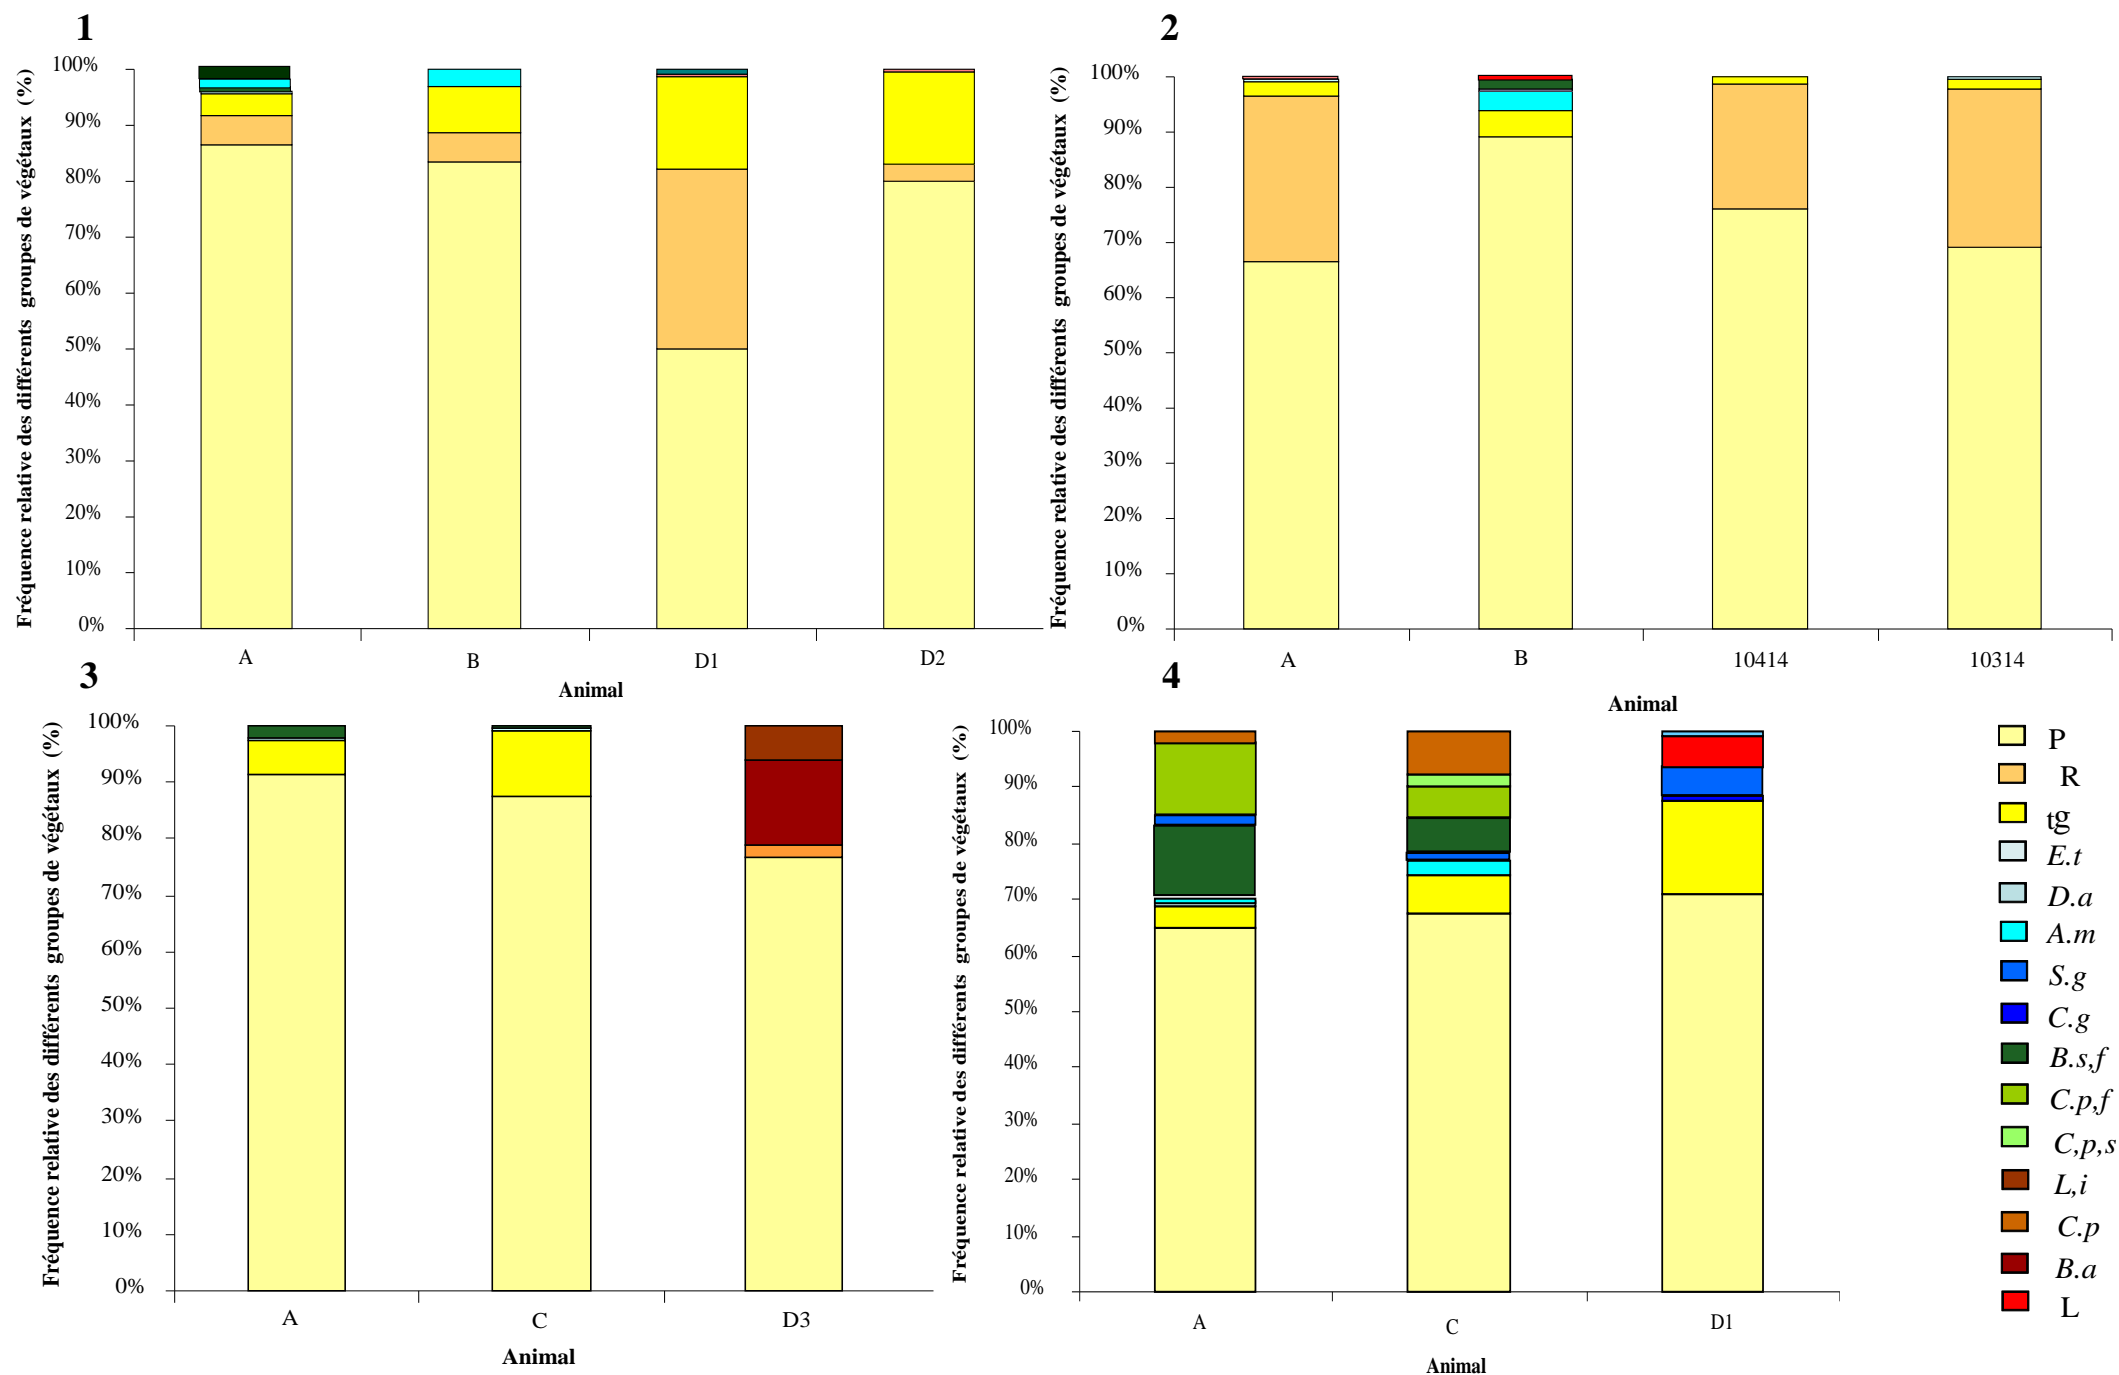 1
Fréquence relative des différents groupes de végétaux (%)
100%
90%
80%
70%
60%
50%
40%
30%
20%
10%
0%
A
B
D1
D2
Animal
2
Fréquence relative des différents groupes de végétaux (%)
100%
90%
80%
70%
60%
50%
40%
30%
20%
10%
0%
A
B
10414
10314
Animal
3
Fréquence relative des différents groupes de végétaux (%)
100%
90%
80%
70%
60%
50%
40%
30%
20%
10%
0%
A
C
D3
Animal
4
Fréquence relative des différents groupes de végétaux (%)
100%
90%
80%
70%
60%
50%
40%
30%
20%
10%
0%
A
C
D1
Animal
P
R
tg
E.t
D.a
A.m
S.g
C.g
B.s,f
C.p,f
C,p,s
L,i
C.p
B.a
L